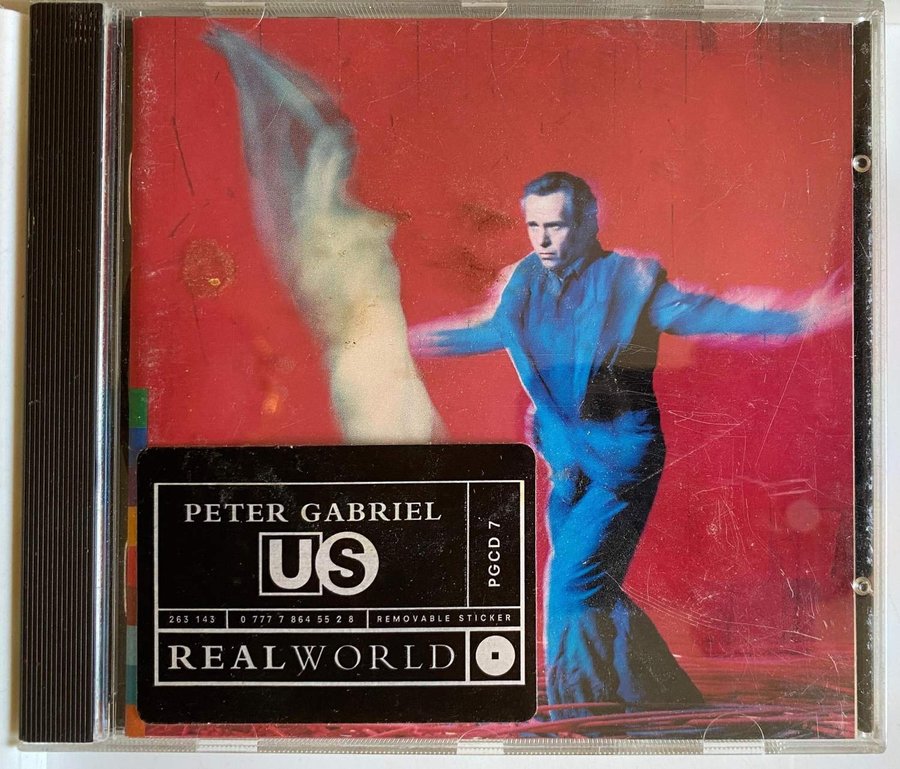 PETER GABRIEL
US
PGCD 7
263 143
0 777 7 864 55 2 8
REMOVABLE STICKER
REALWORLD